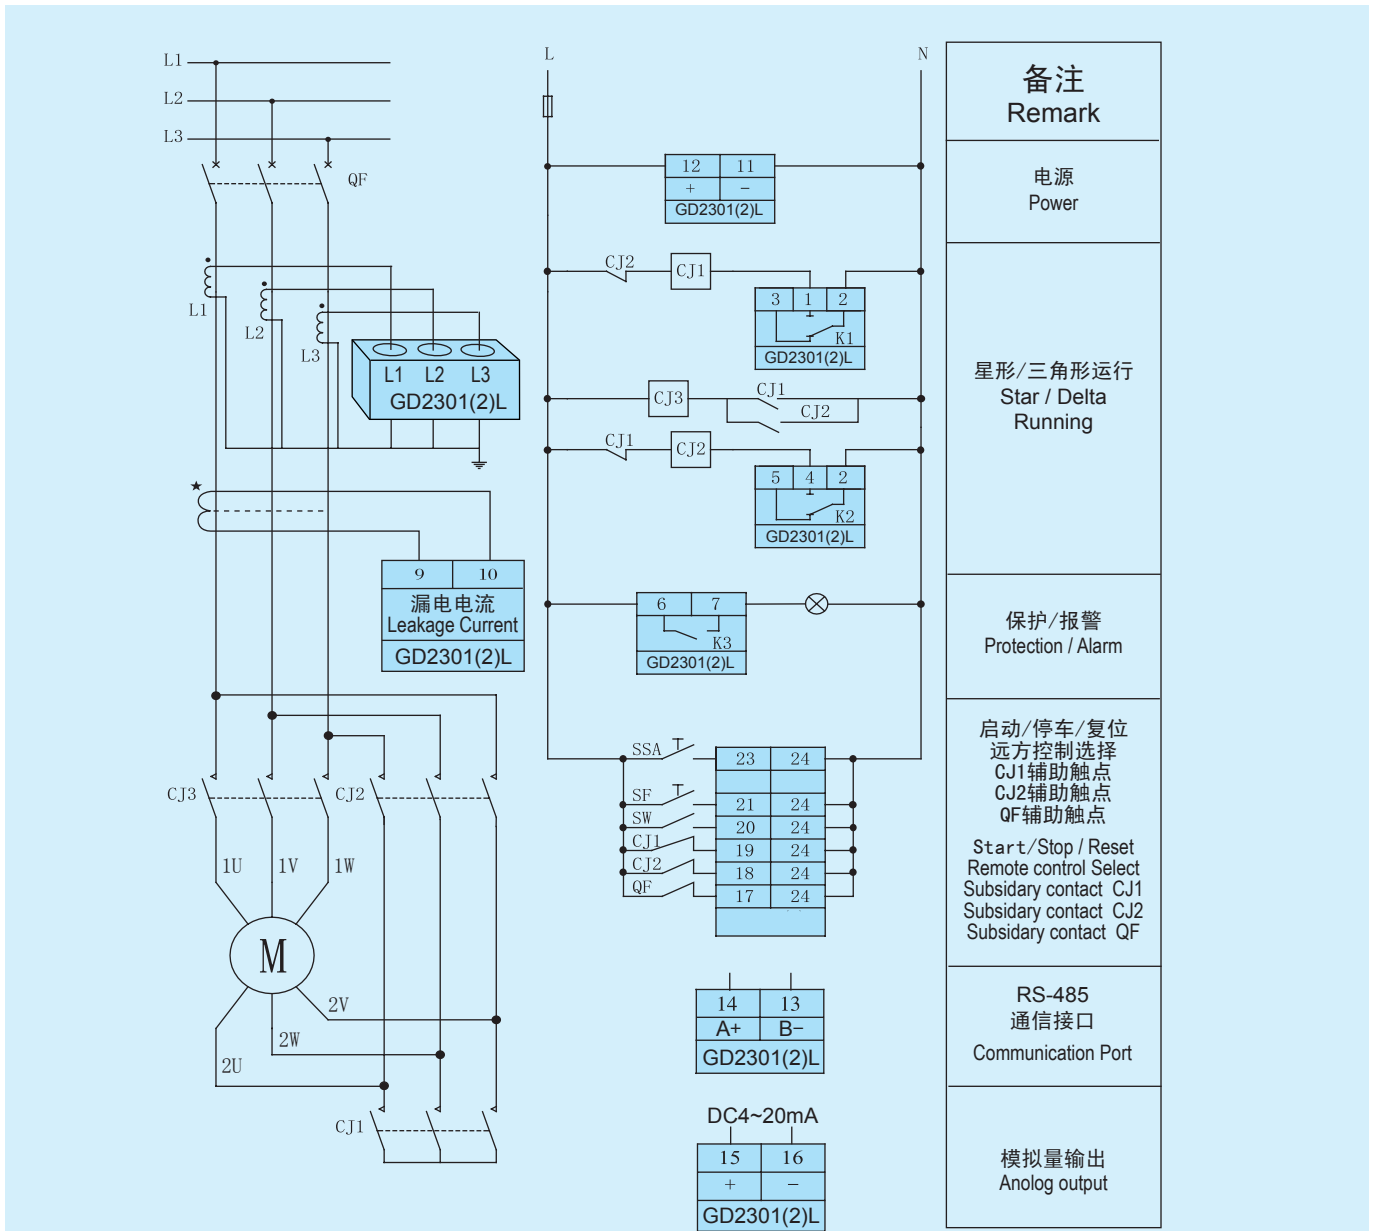 L1
L2
L3
QF
L1
L2
L3
L1 L2 L3
GD2301(2)L
★
9 10
漏电电流
Leakage Current
GD2301(2)L
CJ3
CJ2
1U 1V 1W
M
2V
2W
2U
CJ1
L N
12 11
+ −
GD2301(2)L
CJ2 CJ1
3 1 2
K1
GD2301(2)L
CJ3 CJ1
CJ2
CJ1 CJ2
5 4 2
K2
GD2301(2)L
6 7
K3
GD2301(2)L
SSA 23 24
SF 21 24
SW 20 24
CJ1 19 24
CJ2 18 24
QF 17 24
14 13
A+ B−
GD2301(2)L
DC4~20mA
15 16
+ −
GD2301(2)L
备注
Remark
电源
Power
星形/三角形运行
Star / Delta
Running
保护/报警
Protection / Alarm
启动/停车/复位
远方控制选择
CJ1辅助触点
CJ2辅助触点
QF辅助触点
Start/Stop / Reset
Remote control Select
Subsidary contact CJ1
Subsidary contact CJ2
Subsidary contact QF
RS-485
通信接口
Communication Port
模拟量输出
Anolog output